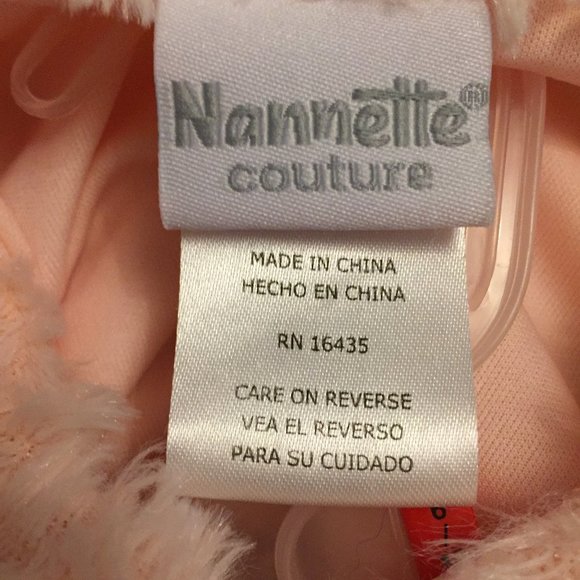 Nannette®
couture
MADE IN CHINA
HECHO EN CHINA
RN 16435
CARE ON REVERSE
VEA EL REVERSO
PARA SU CUIDADO